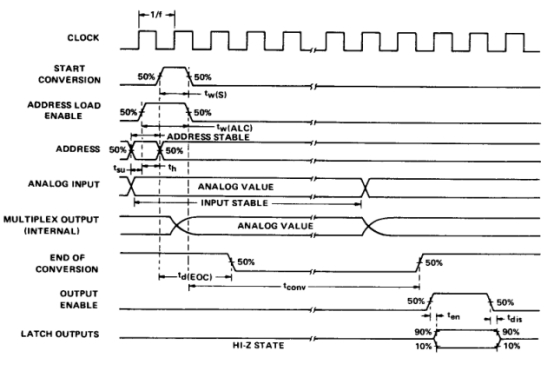 1/f
CLOCK
START
CONVERSION
50%
50%
tw(S)
ADDRESS LOAD
ENABLE
50%
50%
tw(ALC)
ADDRESS STABLE
ADDRESS
50%
50%
tsu
th
ANALOG INPUT
ANALOG VALUE
INPUT STABLE
MULTIPLEX OUTPUT
(INTERNAL)
ANALOG VALUE
END OF
CONVERSION
50%
50%
td(EOC)
tconv
OUTPUT
ENABLE
50%
50%
ten
tdis
LATCH OUTPUTS
90%
90%
10%
10%
HI-Z STATE